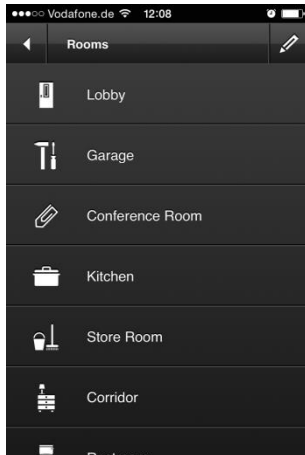 Vodafone.de 12:08
Rooms
Lobby
Garage
Conference Room
Kitchen
Store Room
Corridor